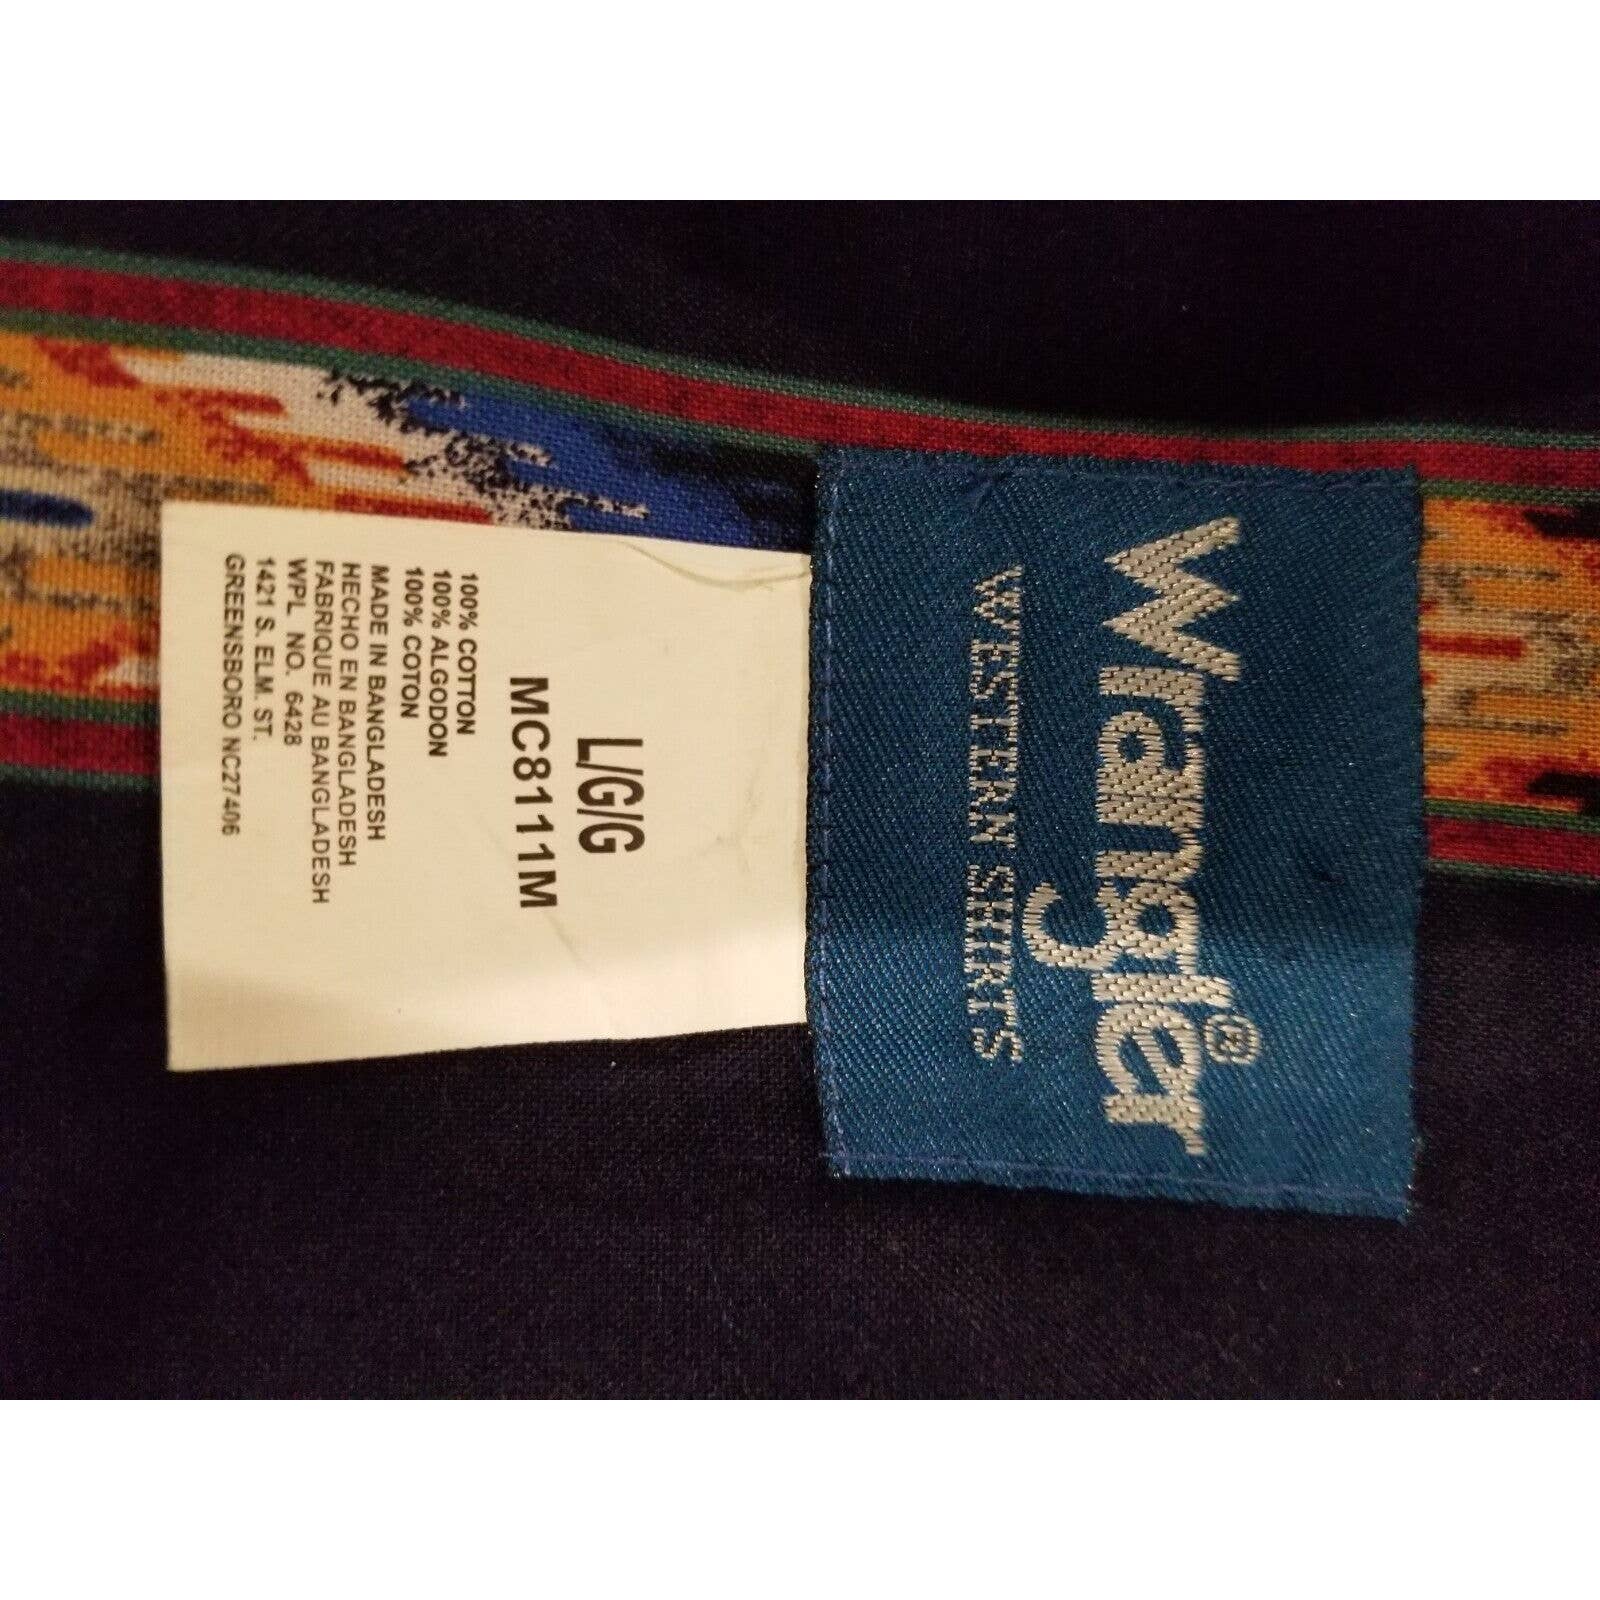 Wrangler®
WESTERN SHIRTS
L/G/G
MC8111M
100% COTTON
100% ALGODON
100% COTON
MADE IN BANGLADESH
HECHO EN BANGLADESH
FABRIQUE AU BANGLADESH
WPL NO. 6428
1421 S. ELM. ST.
GREENSBORO NC27406